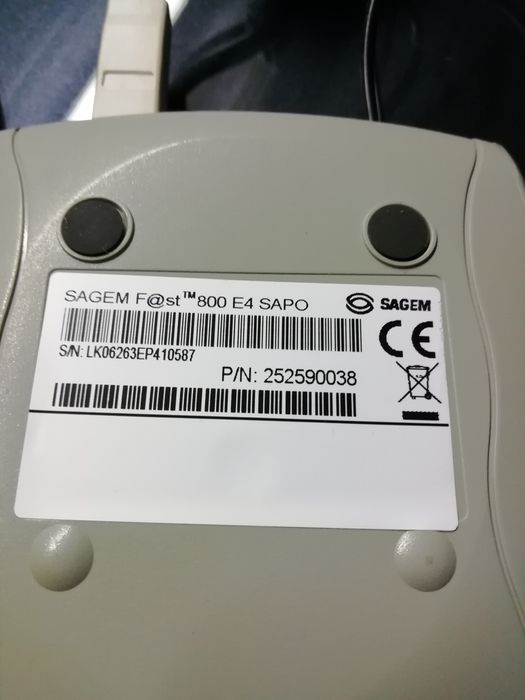 SAGEM F@st™800 E4 SAPO
SAGEM
S/N: LK06263EP410587
CE
P/N: 252590038